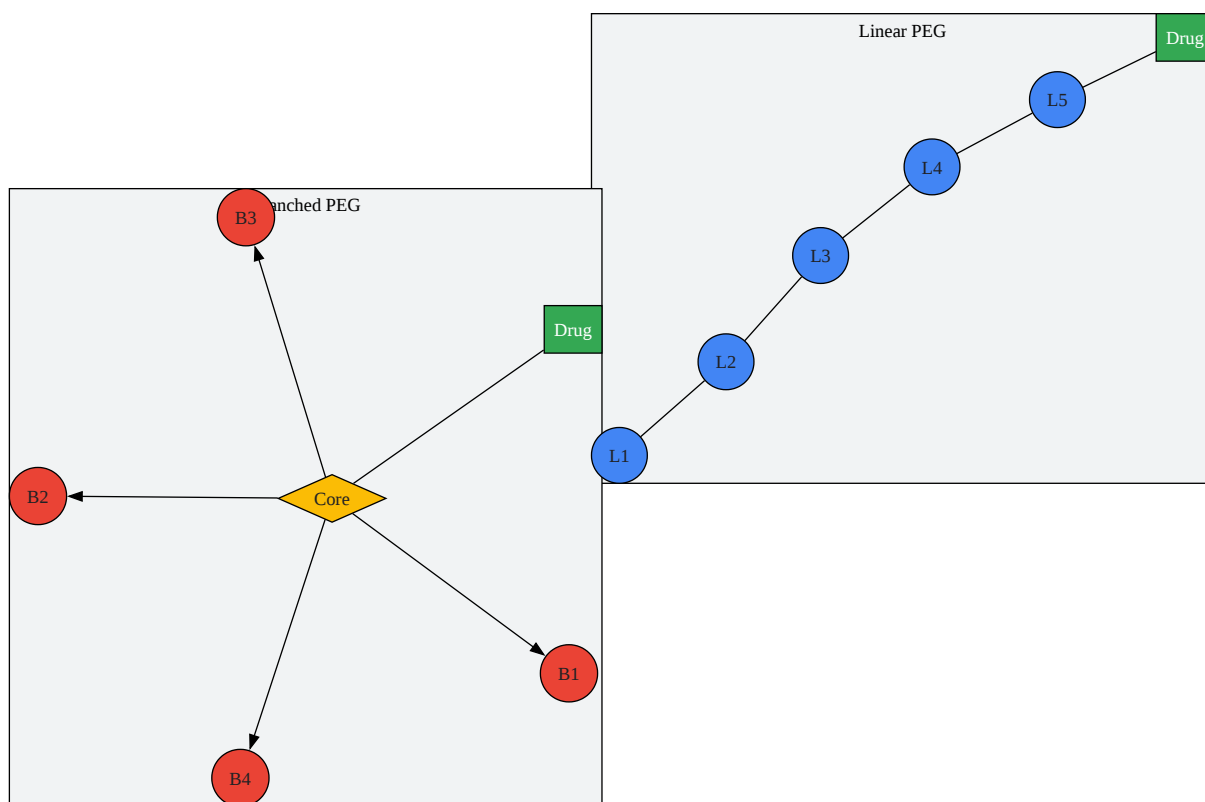 Linear PEG
Drug
L5
L4
L3
L2
L1
anched PEG
B3
Drug
B2
Core
B1
B4